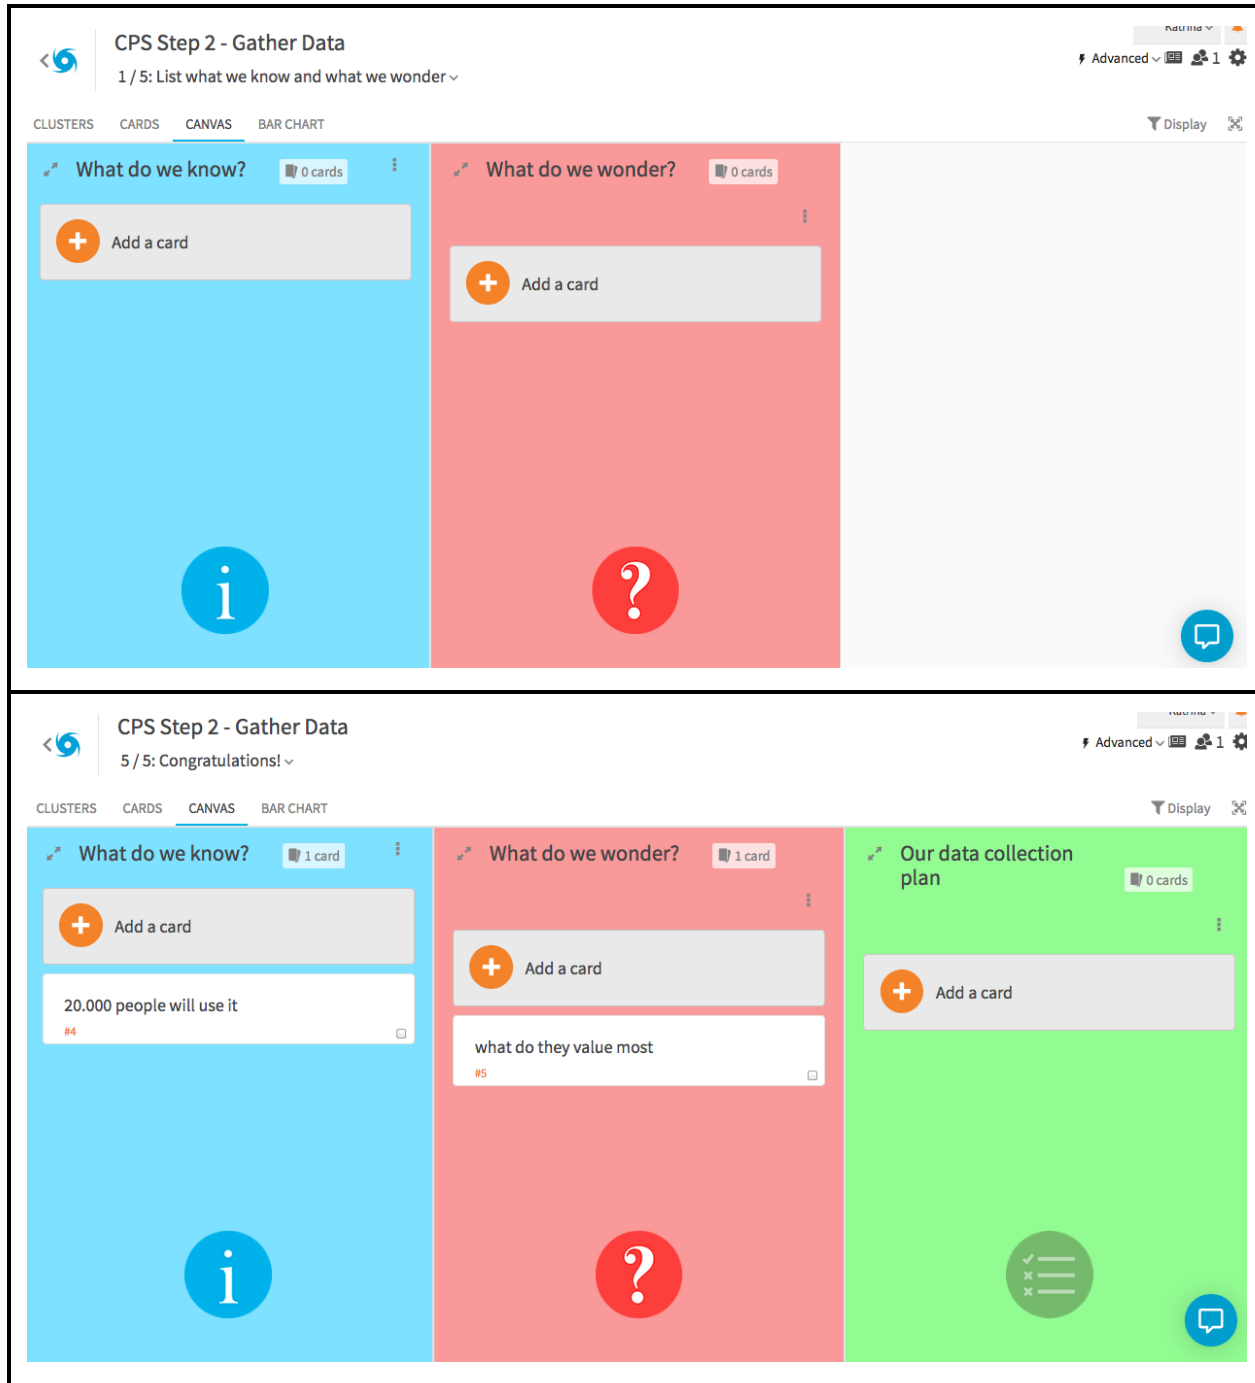 Katrina
CPS Step 2 - Gather Data
1 / 5: List what we know and what we wonder
Advanced
1
CLUSTERS CARDS CANVAS BAR CHART
Display
What do we know?
0 cards
Add a card
i
What do we wonder?
0 cards
Add a card
?
Katrina
CPS Step 2 - Gather Data
5 / 5: Congratulations!
Advanced
1
CLUSTERS CARDS CANVAS BAR CHART
Display
What do we know?
1 card
Add a card
20.000 people will use it
#4
i
What do we wonder?
1 card
Add a card
what do they value most
#5
?
Our data collection
plan
0 cards
Add a card